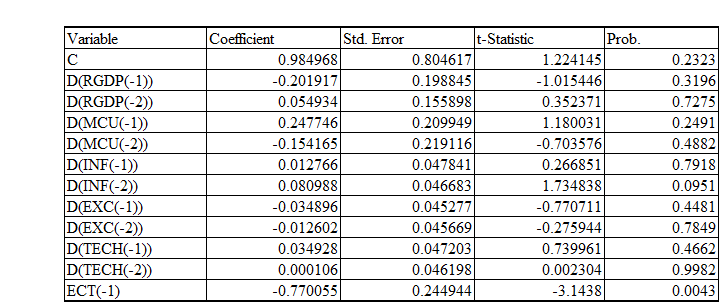 Variable Coefficient Std. Error t-Statistic Prob.
C 0.984968 0.804617 1.224145 0.2323
D(RGDP(-1)) -0.201917 0.198845 -1.015446 0.3196
D(RGDP(-2)) 0.054934 0.155898 0.352371 0.7275
D(MCU(-1)) 0.247746 0.209949 1.180031 0.2491
D(MCU(-2)) -0.154165 0.219116 -0.703576 0.4882
D(INF(-1)) 0.012766 0.047841 0.266851 0.7918
D(INF(-2)) 0.080988 0.046683 1.734838 0.0951
D(EXC(-1)) -0.034896 0.045277 -0.770711 0.4481
D(EXC(-2)) -0.012602 0.045669 -0.275944 0.7849
D(TECH(-1)) 0.034928 0.047203 0.739961 0.4662
D(TECH(-2)) 0.000106 0.046198 0.002304 0.9982
ECT(-1) -0.770055 0.244944 -3.1438 0.0043